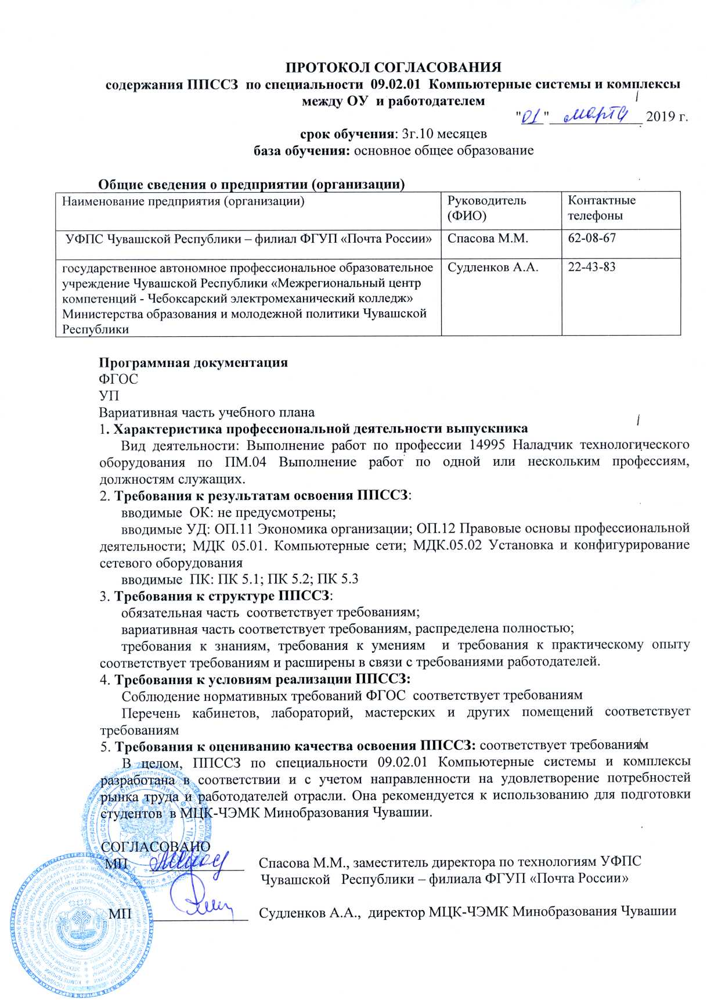 ПРОТОКОЛ СОГЛАСОВАНИЯ
содержания ППССЗ по специальности 09.02.01 Компьютерные системы и комплексы
между ОУ и работодателем
"01" марта 2019 г.
срок обучения: 3г.10 месяцев
база обучения: основное общее образование
Общие сведения о предприятии (организации)
Наименование предприятия (организации) Руководитель (ФИО) Контактные телефоны
УФПС Чувашской Республики – филиал ФГУП «Почта России» Спасова М.М. 62-08-67
государственное автономное профессиональное образовательное Судленков А.А. 22-43-83
учреждение Чувашской Республики «Межрегиональный центр
компетенций - Чебоксарский электромеханический колледж»
Министерства образования и молодежной политики Чувашской
Республики
Программная документация
ФГОС
УП
Вариативная часть учебного плана
1. Характеристика профессиональной деятельности выпускника
Вид деятельности: Выполнение работ по профессии 14995 Наладчик технологического
оборудования по ПМ.04 Выполнение работ по одной или нескольким профессиям,
должностям служащих.
2. Требования к результатам освоения ППССЗ:
вводимые ОК: не предусмотрены;
вводимые УД: ОП.11 Экономика организации; ОП.12 Правовые основы профессиональной
деятельности; МДК 05.01. Компьютерные сети; МДК.05.02 Установка и конфигурирование
сетевого оборудования
вводимые ПК: ПК 5.1; ПК 5.2; ПК 5.3
3. Требования к структуре ППССЗ:
обязательная часть соответствует требованиям;
вариативная часть соответствует требованиям, распределена полностью;
требования к знаниям, требования к умениям и требования к практическому опыту
соответствует требованиям и расширены в связи с требованиями работодателей.
4. Требования к условиям реализации ППССЗ:
Соблюдение нормативных требований ФГОС соответствует требованиям
Перечень кабинетов, лабораторий, мастерских и других помещений соответствует
требованиям
5. Требования к оцениванию качества освоения ППССЗ: соответствует требованиям
В целом, ППССЗ по специальности 09.02.01 Компьютерные системы и комплексы
разработана в соответствии и с учетом направленности на удовлетворение потребностей
рынка труда и работодателей отрасли. Она рекомендуется к использованию для подготовки
студентов в МЦК-ЧЭМК Минобразования Чувашии.
СОГЛАСОВАНО
МП Спасова М.М., заместитель директора по технологиям УФПС
Чувашской Республики – филиала ФГУП «Почта России»
МП Судленков А.А., директор МЦК-ЧЭМК Минобразования Чувашии